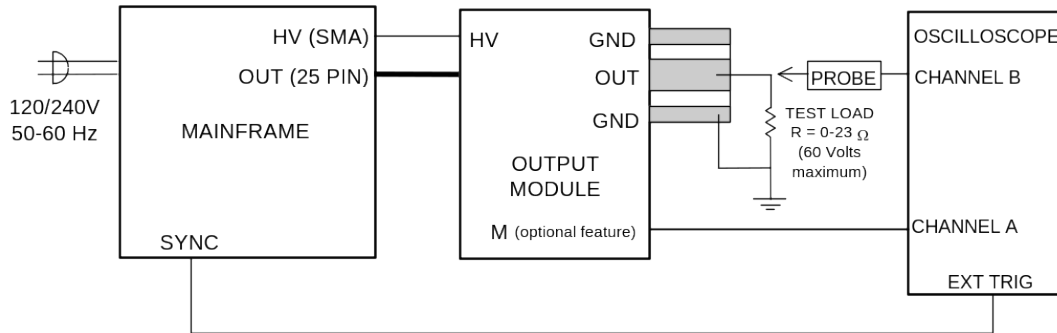 120/240V
50-60 Hz
HV (SMA)
OUT (25 PIN)
MAINFRAME
SYNC
HV
GND
OUT
GND
OUTPUT
MODULE
M (optional feature)
PROBE
TEST LOAD
R = 0-23 Ω
(60 Volts
maximum)
OSCILLOSCOPE
CHANNEL B
CHANNEL A
EXT TRIG